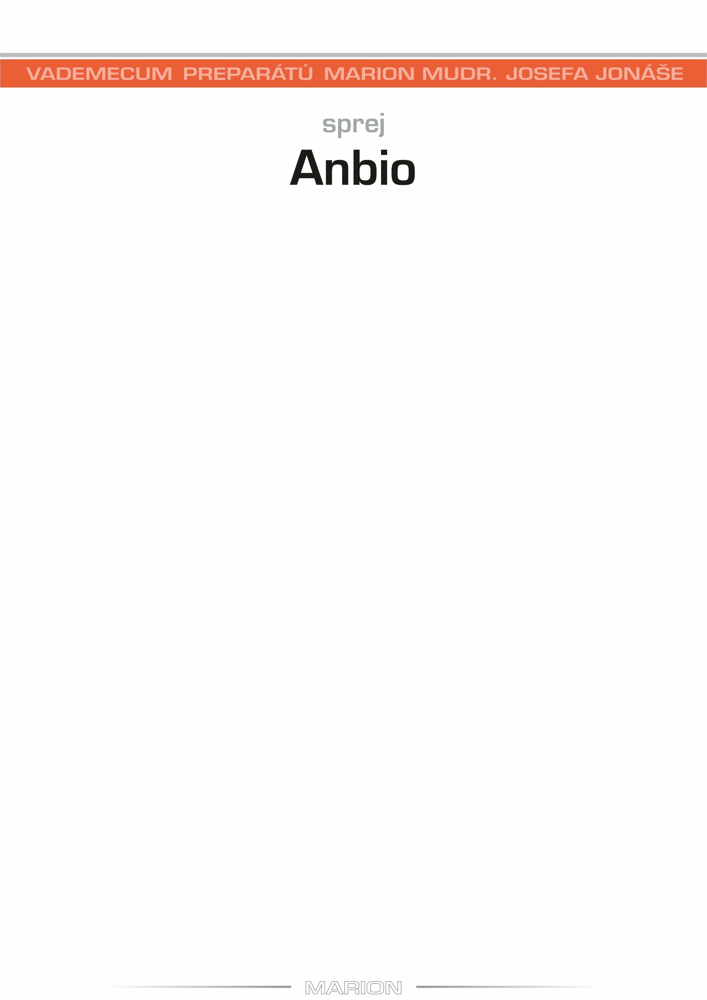 VADEMECUM PREPARÁTŮ MARION MUDR. JOSEFA JONÁŠE
sprej
Anbio
MARION